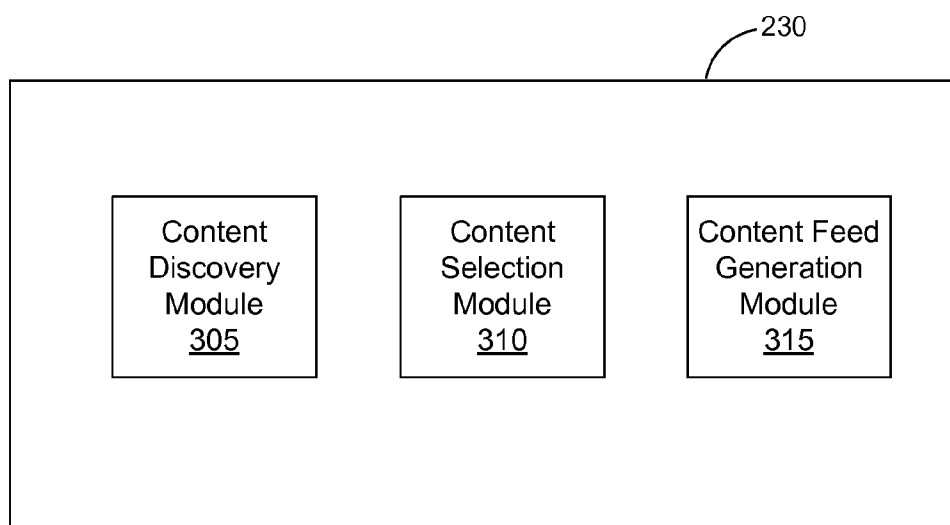 230
Content
Discovery
Module
305
Content
Selection
Module
310
Content Feed
Generation
Module
315